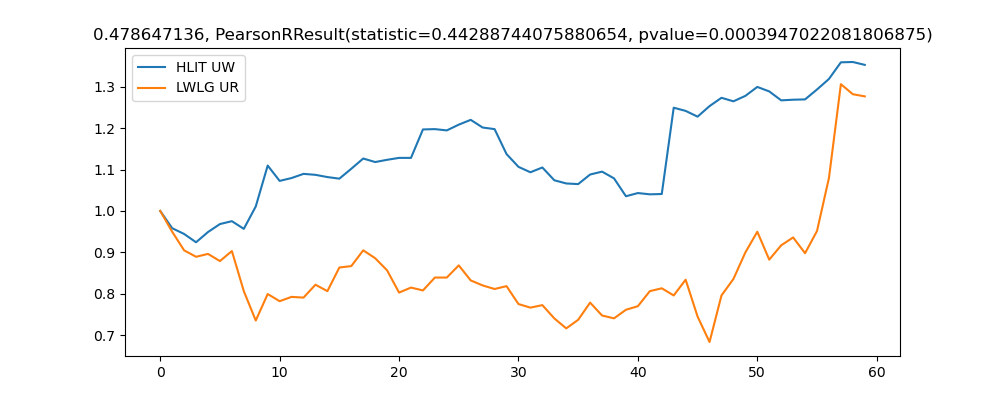 0.478647136, PearsonRResult(statistic=0.44288744075880654, pvalue=0.0003947022081806875)
HLIT UW
LWLG UR
1.3
1.2
1.1
1.0
0.9
0.8
0.7
0 10 20 30 40 50 60